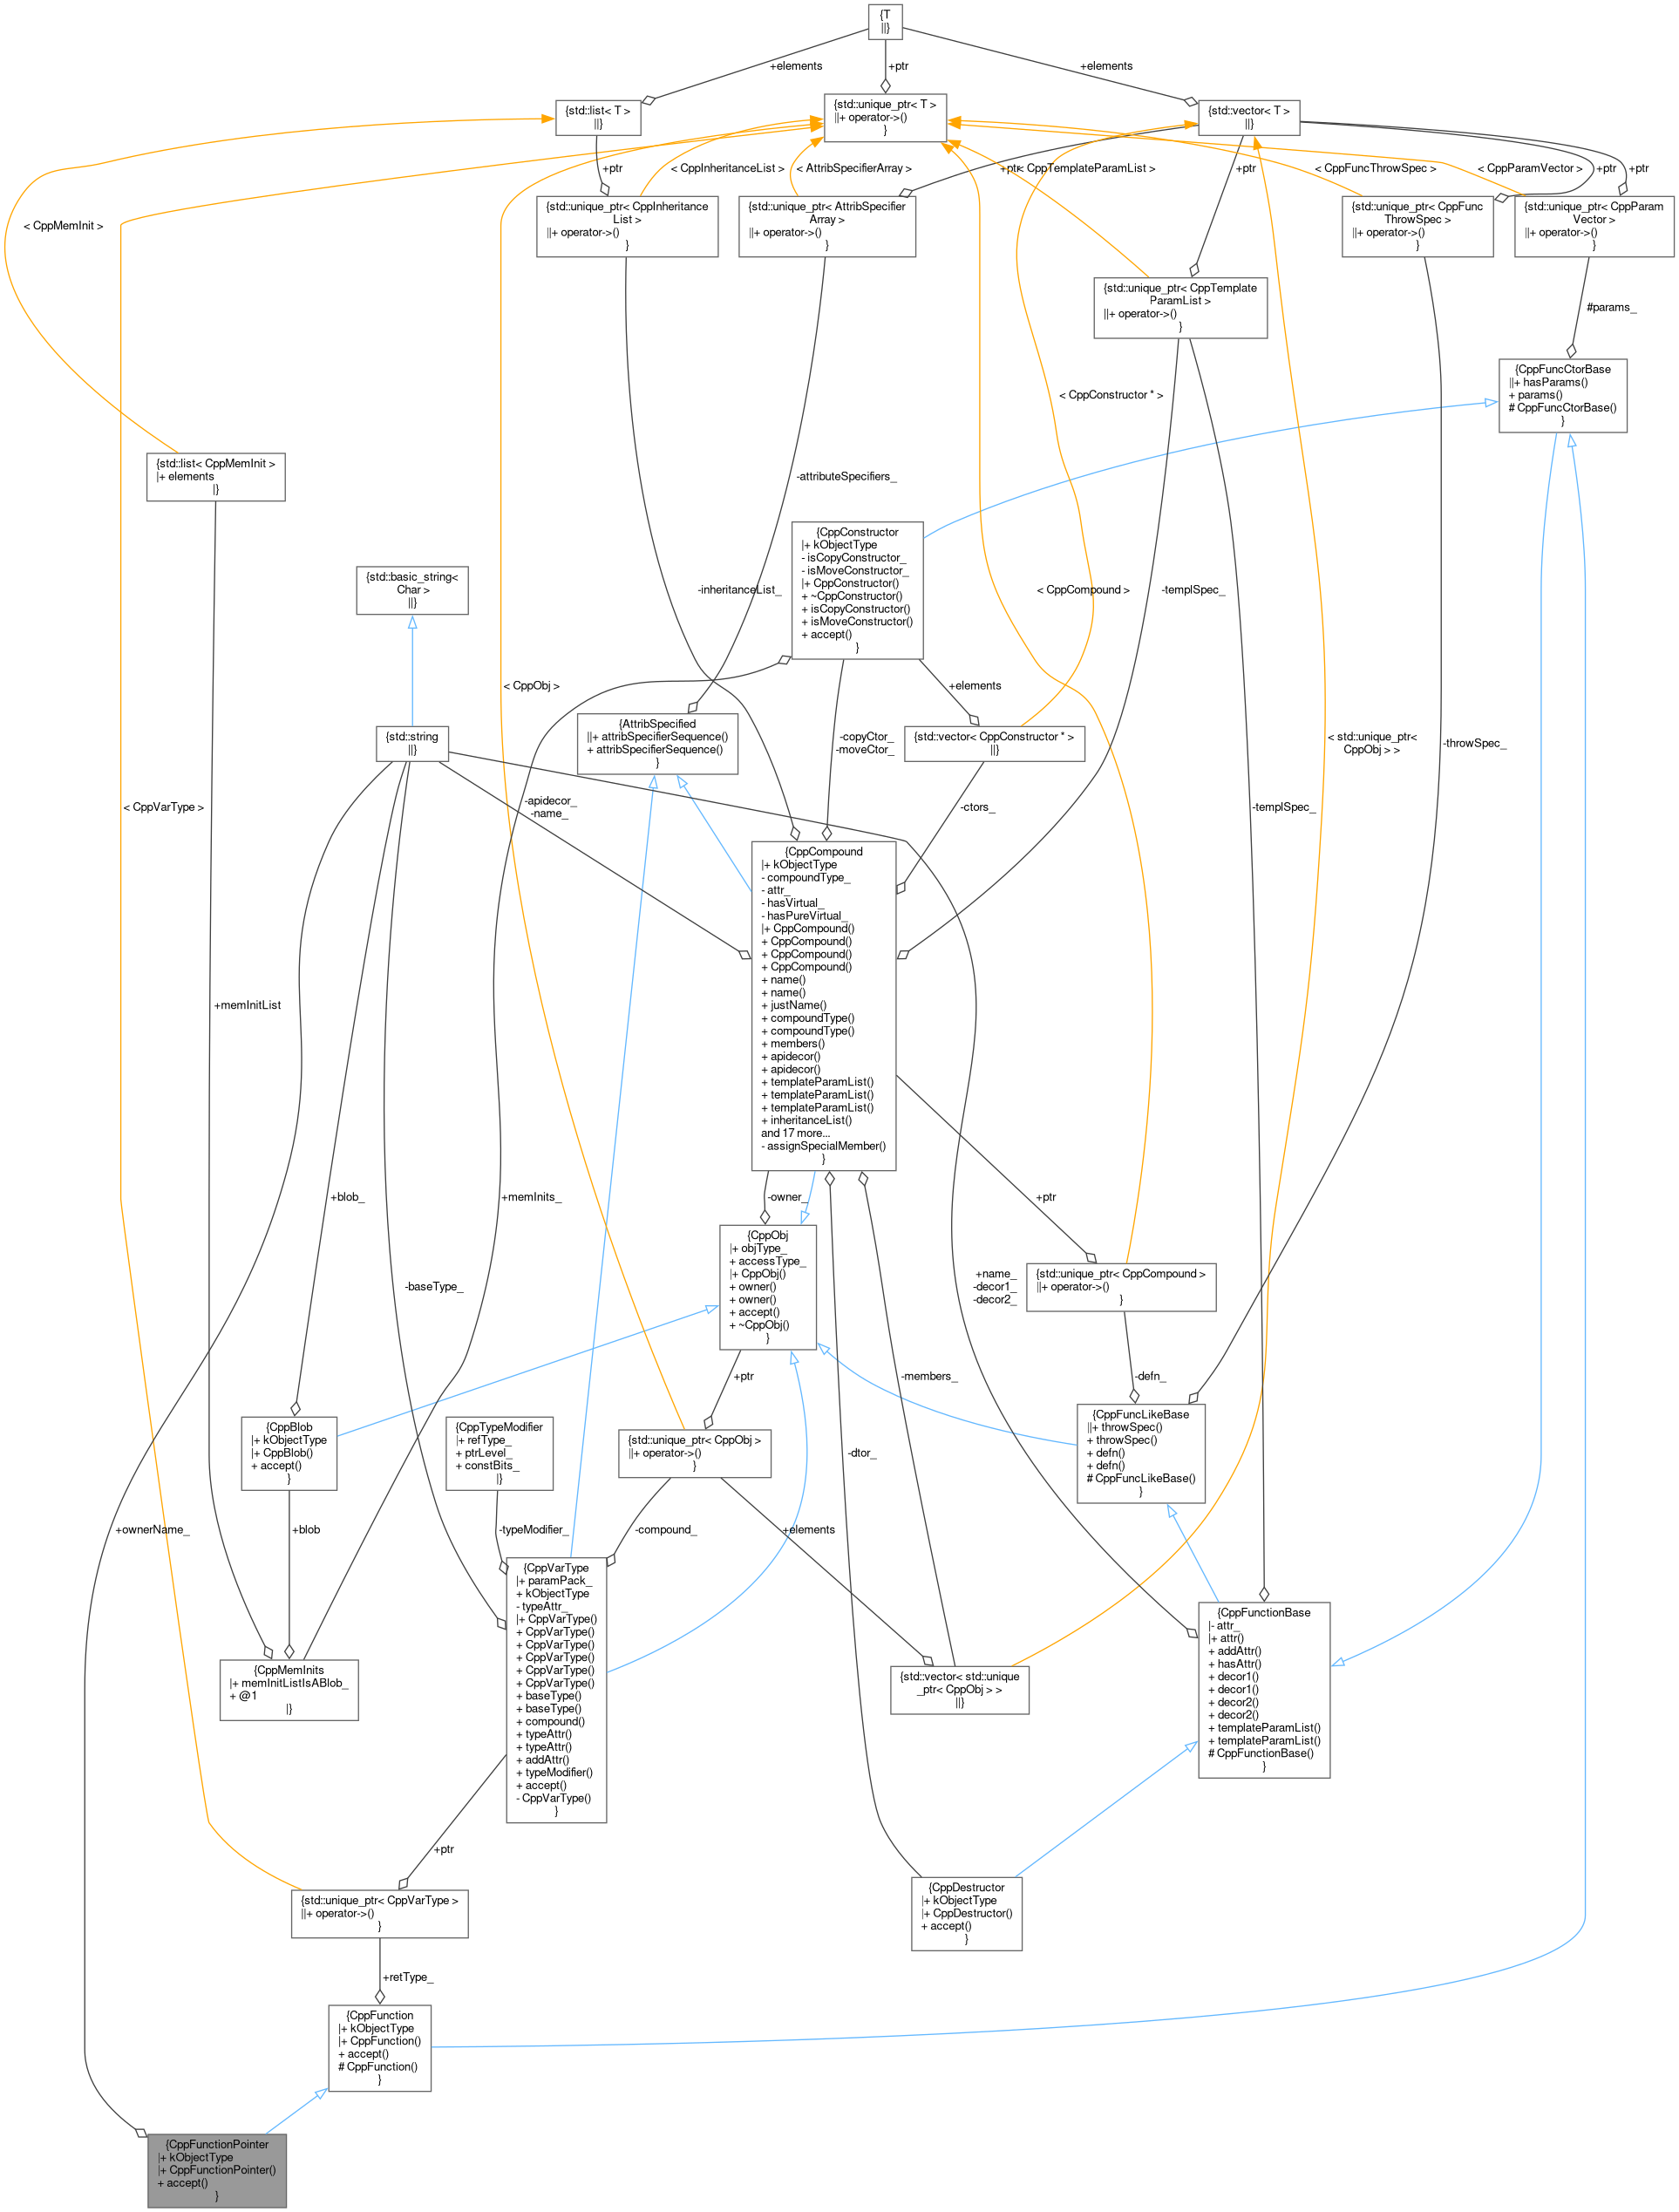 {T
||}
+elements
+ptr
+elements
{std::list< T >
||}
{std::unique_ptr< T >
||+ operator->()
}
{std::vector< T >
||}
+ptr
< CppInheritanceList >
< AttribSpecifierArray >
+ptr
< CppTemplateParamList >
+ptr
< CppFuncThrowSpec >
< CppParamVector >
+ptr
+ptr
< CppMemInit >
{std::unique_ptr< CppInheritance
List >
||+ operator->()
}
{std::unique_ptr< AttribSpecifier
Array >
||+ operator->()
}
{std::unique_ptr< CppFunc
ThrowSpec >
||+ operator->()
}
{std::unique_ptr< CppParam
Vector >
||+ operator->()
}
{std::unique_ptr< CppTemplate
ParamList >
||+ operator->()
}
#params_
{CppFuncCtorBase
||+ hasParams()
+ params()
# CppFuncCtorBase()
}
< CppConstructor * >
{std::list< CppMemInit >
|+ elements
|}
-attributeSpecifiers_
{CppConstructor
|+ kObjectType
- isCopyConstructor_
- isMoveConstructor_
|+ CppConstructor()
+ ~CppConstructor()
+ isCopyConstructor()
+ isMoveConstructor()
+ accept()
}
{std::basic_string<
Char >
||}
-inheritanceList_
< CppCompound >
-templSpec_
< CppObj >
+elements
{std::string
||}
{AttribSpecified
||+ attribSpecifierSequence()
+ attribSpecifierSequence()
}
-copyCtor_
-moveCtor_
{std::vector< CppConstructor * >
||}
< std::unique_ptr<
CppObj > >
-throwSpec_
< CppVarType >
-apidecor_
-name_
-ctors_
-templSpec_
{CppCompound
|+ kObjectType
- compoundType_
- attr_
- hasVirtual_
- hasPureVirtual_
|+ CppCompound()
+ CppCompound()
+ CppCompound()
+ CppCompound()
+ name()
+ name()
+ justName()
+ compoundType()
+ compoundType()
+ members()
+ apidecor()
+ apidecor()
+ templateParamList()
+ templateParamList()
+ templateParamList()
+ inheritanceList()
and 17 more...
- assignSpecialMember()
}
+memInitList
+blob_
+memInits_
-owner_
+ptr
{CppObj
|+ objType_
+ accessType_
|+ CppObj()
+ owner()
+ owner()
+ accept()
+ ~CppObj()
}
-baseType_
+name_
-decor1_
-decor2_
{std::unique_ptr< CppCompound >
||+ operator->()
}
+ptr
-members_
-defn_
{CppBlob
|+ kObjectType
|+ CppBlob()
+ accept()
}
{CppTypeModifier
|+ refType_
+ ptrLevel_
+ constBits_
|}
{std::unique_ptr< CppObj >
||+ operator->()
}
-dtor_
{CppFuncLikeBase
||+ throwSpec()
+ throwSpec()
+ defn()
+ defn()
# CppFuncLikeBase()
}
+ownerName_
+blob
-typeModifier_
-compound_
+elements
{CppVarType
|+ paramPack_
+ kObjectType
- typeAttr_
|+ CppVarType()
+ CppVarType()
+ CppVarType()
+ CppVarType()
+ CppVarType()
+ CppVarType()
+ baseType()
+ baseType()
+ compound()
+ typeAttr()
+ typeAttr()
+ addAttr()
+ typeModifier()
+ accept()
- CppVarType()
}
{CppFunctionBase
|- attr_
|+ attr()
+ addAttr()
+ hasAttr()
+ decor1()
+ decor1()
+ decor2()
+ decor2()
+ templateParamList()
+ templateParamList()
# CppFunctionBase()
}
{CppMemInits
|+ memInitListIsABlob_
+ @1
|}
{std::vector< std::unique
_ptr< CppObj > >
||}
+ptr
{std::unique_ptr< CppVarType >
||+ operator->()
}
{CppDestructor
|+ kObjectType
|+ CppDestructor()
+ accept()
}
+retType_
{CppFunction
|+ kObjectType
|+ CppFunction()
+ accept()
# CppFunction()
}
{CppFunctionPointer
|+ kObjectType
|+ CppFunctionPointer()
+ accept()
}